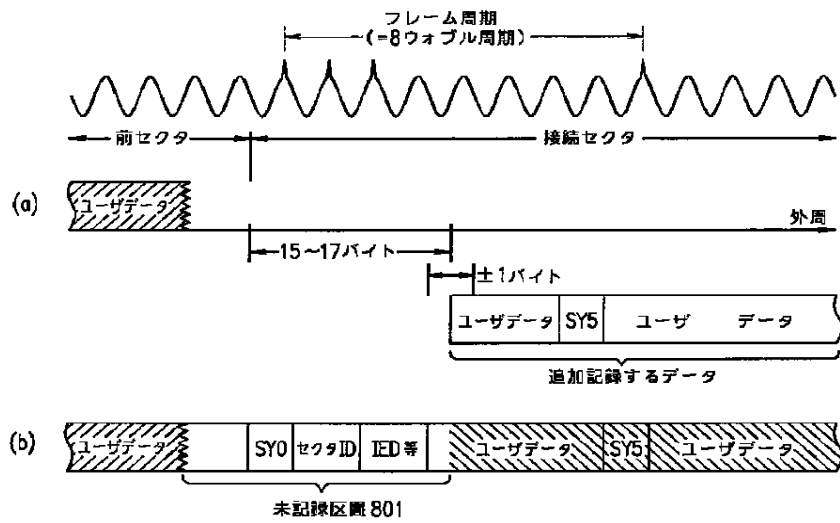 フレーム周期
(=8ウォブル周期)
前セクタ
接続セクタ
(a)
ユーザデータ
外周
15~17バイト
±1バイト
ユーザデータ SY5 ユーザ データ
追加記録するデータ
(b)
ユーザデータ SY0 セクタID IED等 ユーザデータ SY5 ユーザデータ
未記録区間801